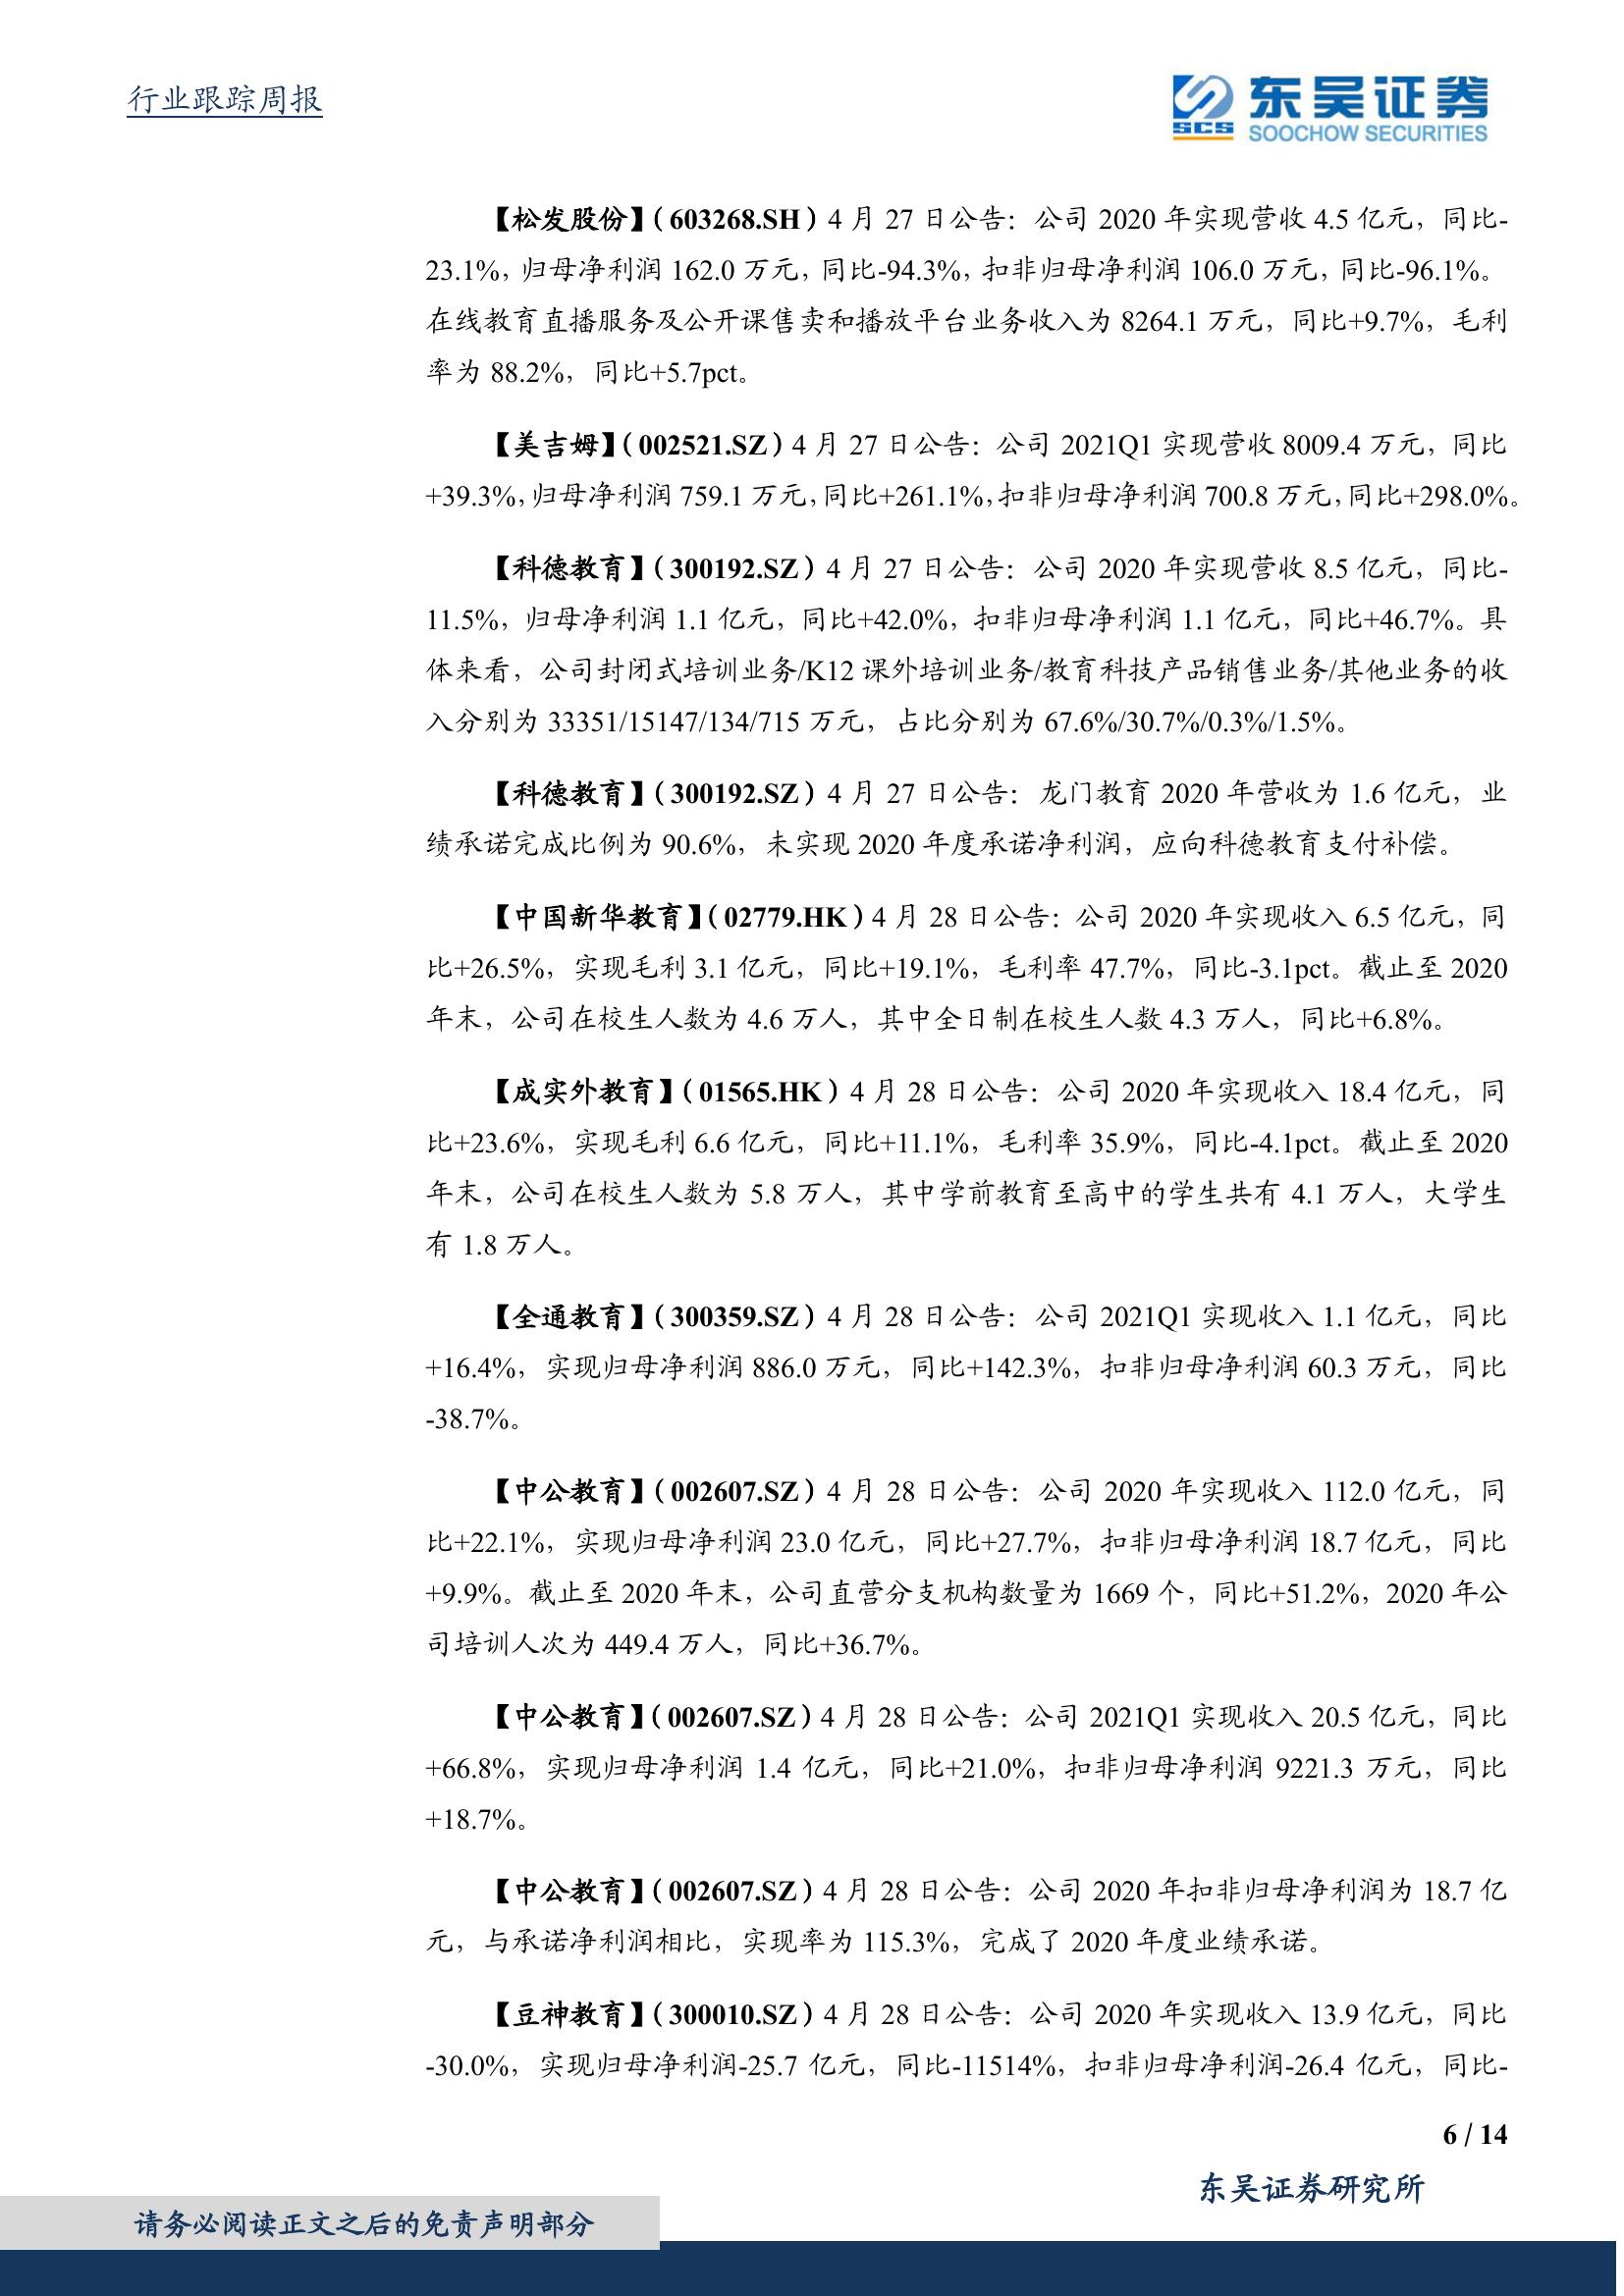 行业跟踪周报
SCS
东吴证券
SOOCHOW SECURITIES
【松发股份】（603268.SH）4 月 27 日公告：公司 2020 年实现营收 4.5 亿元，同比-
23.1%，归母净利润 162.0 万元，同比-94.3%，扣非归母净利润 106.0 万元，同比-96.1%。
在线教育直播服务及公开课售卖和播放平台业务收入为 8264.1 万元，同比+9.7%，毛利
率为 88.2%，同比+5.7pct。
【美吉姆】（002521.SZ）4 月 27 日公告：公司 2021Q1 实现营收 8009.4 万元，同比
+39.3%，归母净利润 759.1 万元，同比+261.1%，扣非归母净利润 700.8 万元，同比+298.0%。
【科德教育】（300192.SZ）4 月 27 日公告：公司 2020 年实现营收 8.5 亿元，同比-
11.5%，归母净利润 1.1 亿元，同比+42.0%，扣非归母净利润 1.1 亿元，同比+46.7%。具
体来看，公司封闭式培训业务/K12 课外培训业务/教育科技产品销售业务/其他业务的收
入分别为 33351/15147/134/715 万元，占比分别为 67.6%/30.7%/0.3%/1.5%。
【科德教育】（300192.SZ）4 月 27 日公告：龙门教育 2020 年营收为 1.6 亿元，业
绩承诺完成比例为 90.6%，未实现 2020 年度承诺净利润，应向科德教育支付补偿。
【中国新华教育】（02779.HK）4 月 28 日公告：公司 2020 年实现收入 6.5 亿元，同
比+26.5%，实现毛利 3.1 亿元，同比+19.1%，毛利率 47.7%，同比-3.1pct。截止至 2020
年末，公司在校生人数为 4.6 万人，其中全日制在校生人数 4.3 万人，同比+6.8%。
【成实外教育】（01565.HK）4 月 28 日公告：公司 2020 年实现收入 18.4 亿元，同
比+23.6%，实现毛利 6.6 亿元，同比+11.1%，毛利率 35.9%，同比-4.1pct。截止至 2020
年末，公司在校生人数为 5.8 万人，其中学前教育至高中的学生共有 4.1 万人，大学生
有 1.8 万人。
【全通教育】（300359.SZ）4 月 28 日公告：公司 2021Q1 实现收入 1.1 亿元，同比
+16.4%，实现归母净利润 886.0 万元，同比+142.3%，扣非归母净利润 60.3 万元，同比
-38.7%。
【中公教育】（002607.SZ）4 月 28 日公告：公司 2020 年实现收入 112.0 亿元，同
比+22.1%，实现归母净利润 23.0 亿元，同比+27.7%，扣非归母净利润 18.7 亿元，同比
+9.9%。截止至 2020 年末，公司直营分支机构数量为 1669 个，同比+51.2%，2020 年公
司培训人次为 449.4 万人，同比+36.7%。
【中公教育】（002607.SZ）4 月 28 日公告：公司 2021Q1 实现收入 20.5 亿元，同比
+66.8%，实现归母净利润 1.4 亿元，同比+21.0%，扣非归母净利润 9221.3 万元，同比
+18.7%。
【中公教育】（002607.SZ）4 月 28 日公告：公司 2020 年扣非归母净利润为 18.7 亿
元，与承诺净利润相比，实现率为 115.3%，完成了 2020 年度业绩承诺。
【豆神教育】（300010.SZ）4 月 28 日公告：公司 2020 年实现收入 13.9 亿元，同比
-30.0%，实现归母净利润-25.7 亿元，同比-11514%，扣非归母净利润-26.4 亿元，同比-
6 / 14
东吴证券研究所
请务必阅读正文之后的免责声明部分